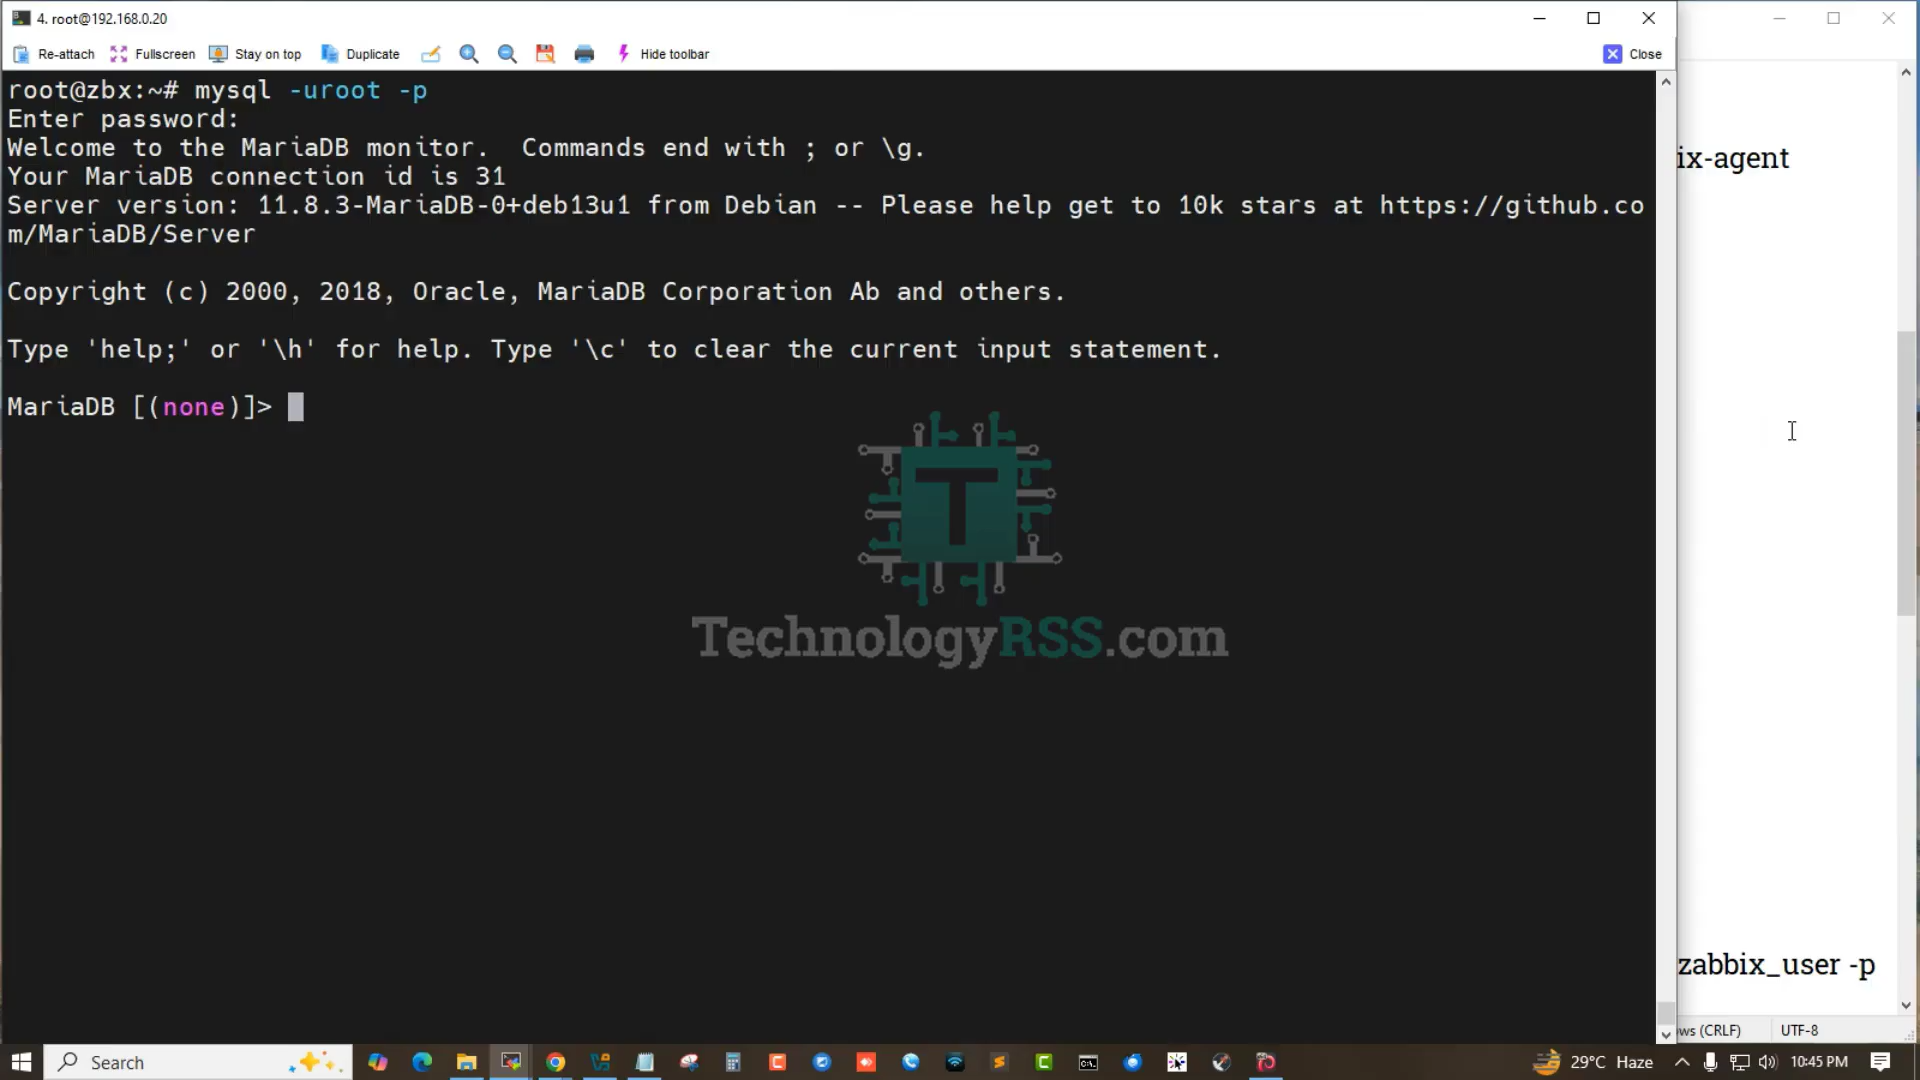 4. root@192.168.0.20
Re-attach Fullscreen Stay on top Duplicate Hide toolbar Close
root@zbx:~# mysql -uroot -p
Enter password:
Welcome to the MariaDB monitor.  Commands end with ; or \g.
Your MariaDB connection id is 31
Server version: 11.8.3-MariaDB-0+deb13u1 from Debian -- Please help get to 10k stars at https://github.co
m/MariaDB/Server
Copyright (c) 2000, 2018, Oracle, MariaDB Corporation Ab and others.
Type 'help;' or '\h' for help. Type '\c' to clear the current input statement.
MariaDB [(none)]>
T
TechnologyRSS.com
ix-agent
zabbix_user -p
ws (CRLF) UTF-8
Search
29°C Haze 10:45 PM